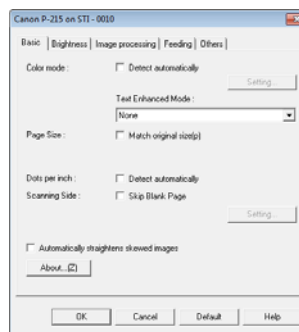 Canon P-215 on STI - 0010
Basic Brightness Image processing Feeding Others
Color mode : Detect automatically
Setting...
Text Enhanced Mode :
None
Page Size : Match original size(p)
Dots per inch : Detect automatically
Scanning Side : Skip Blank Page
Setting...
Automatically straightens skewed images
About...(Z)
OK Cancel Default Help